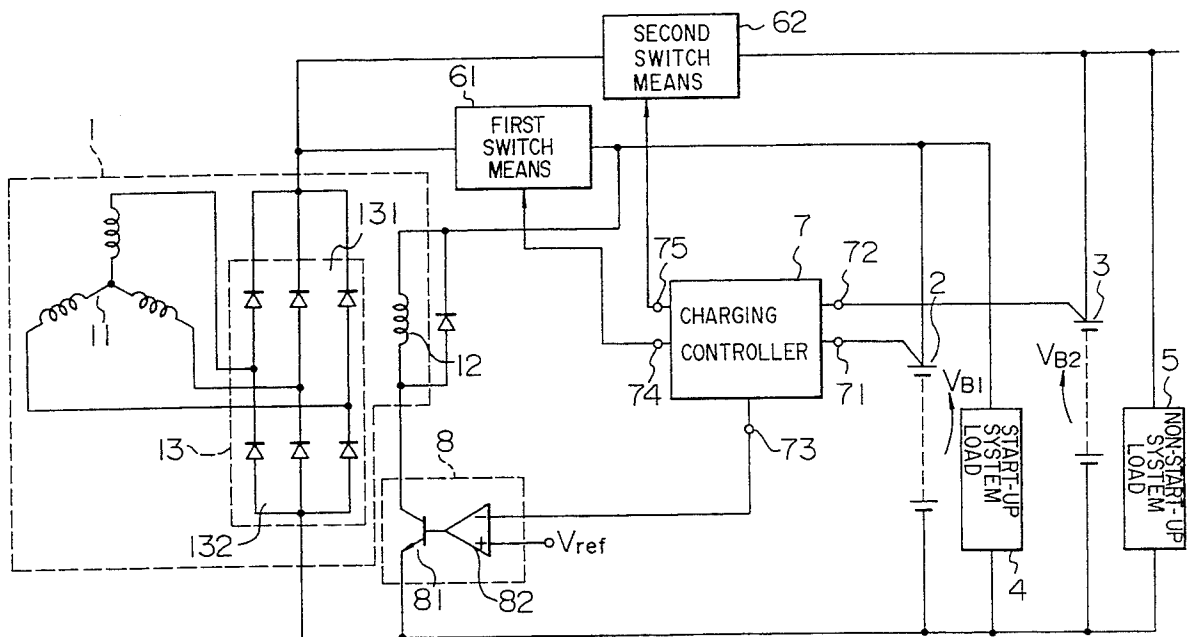 SECOND
SWITCH
MEANS
62
61
FIRST
SWITCH
MEANS
1
131
11
12
13
132
75
7
72
CHARGING
CONTROLLER
74
71
73
2
3
VB1
VB2
5
START-UP
SYSTEM
LOAD
NON-START-UP
SYSTEM
LOAD
4
8
Vref
81
82